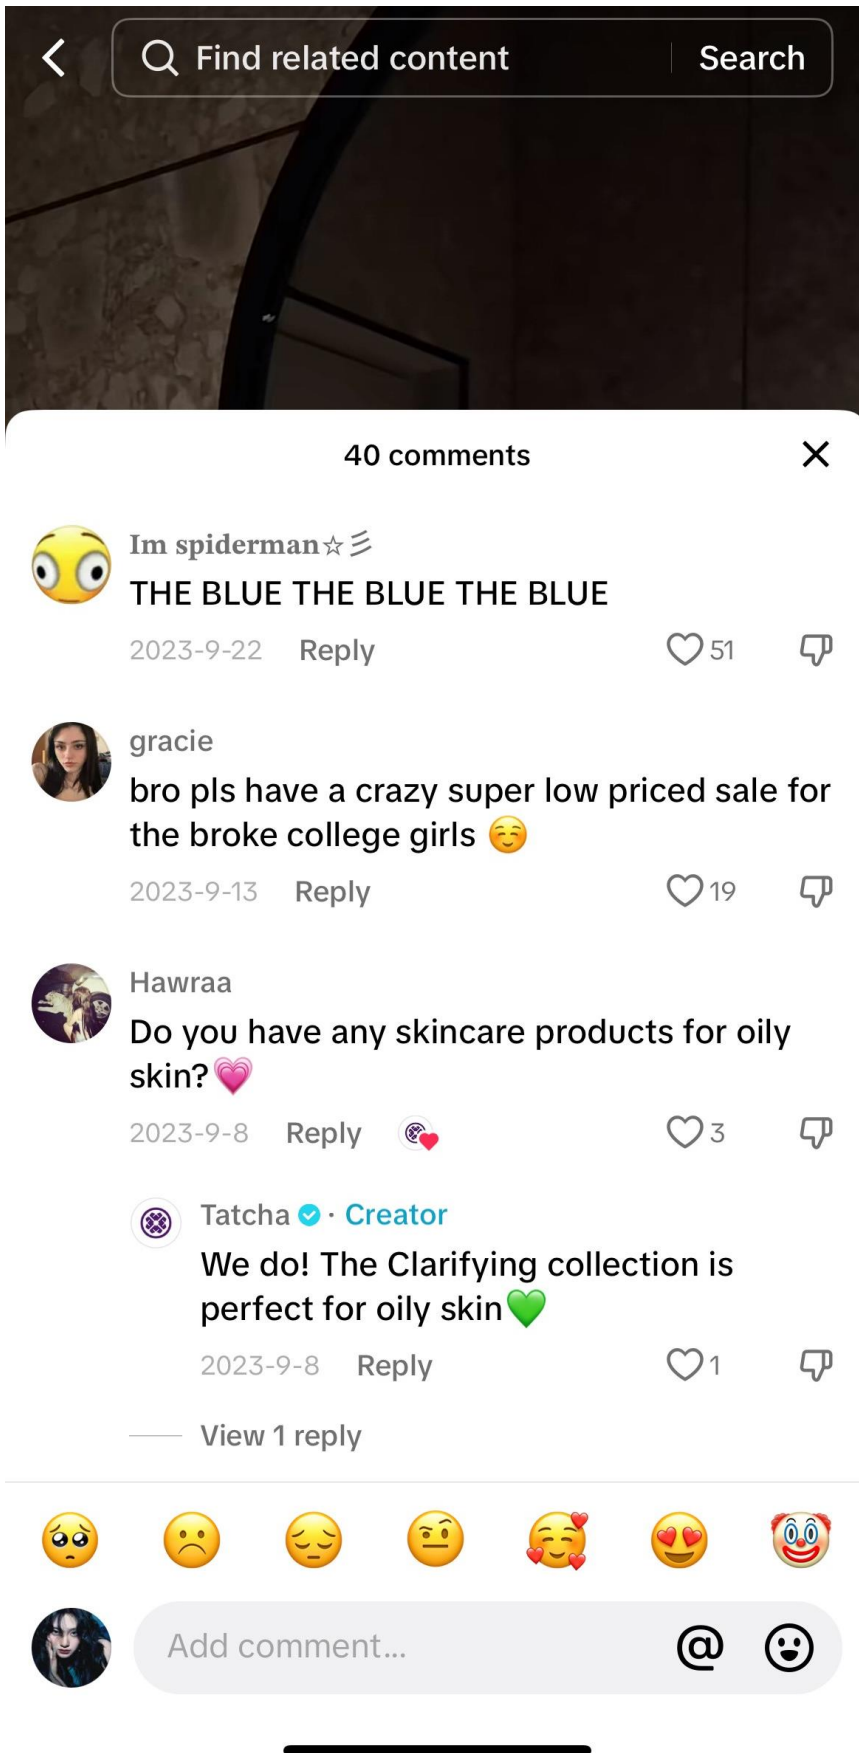 Find related content
Search
40 comments
Im spiderman☆彡
THE BLUE THE BLUE THE BLUE
2023-9-22 Reply 51
gracie
bro pls have a crazy super low priced sale for
the broke college girls ☺️
2023-9-13 Reply 19
Hawraa
Do you have any skincare products for oily
skin?💗
2023-9-8 Reply 3
Tatcha · Creator
We do! The Clarifying collection is
perfect for oily skin💚
2023-9-8 Reply 1
View 1 reply
Add comment... @